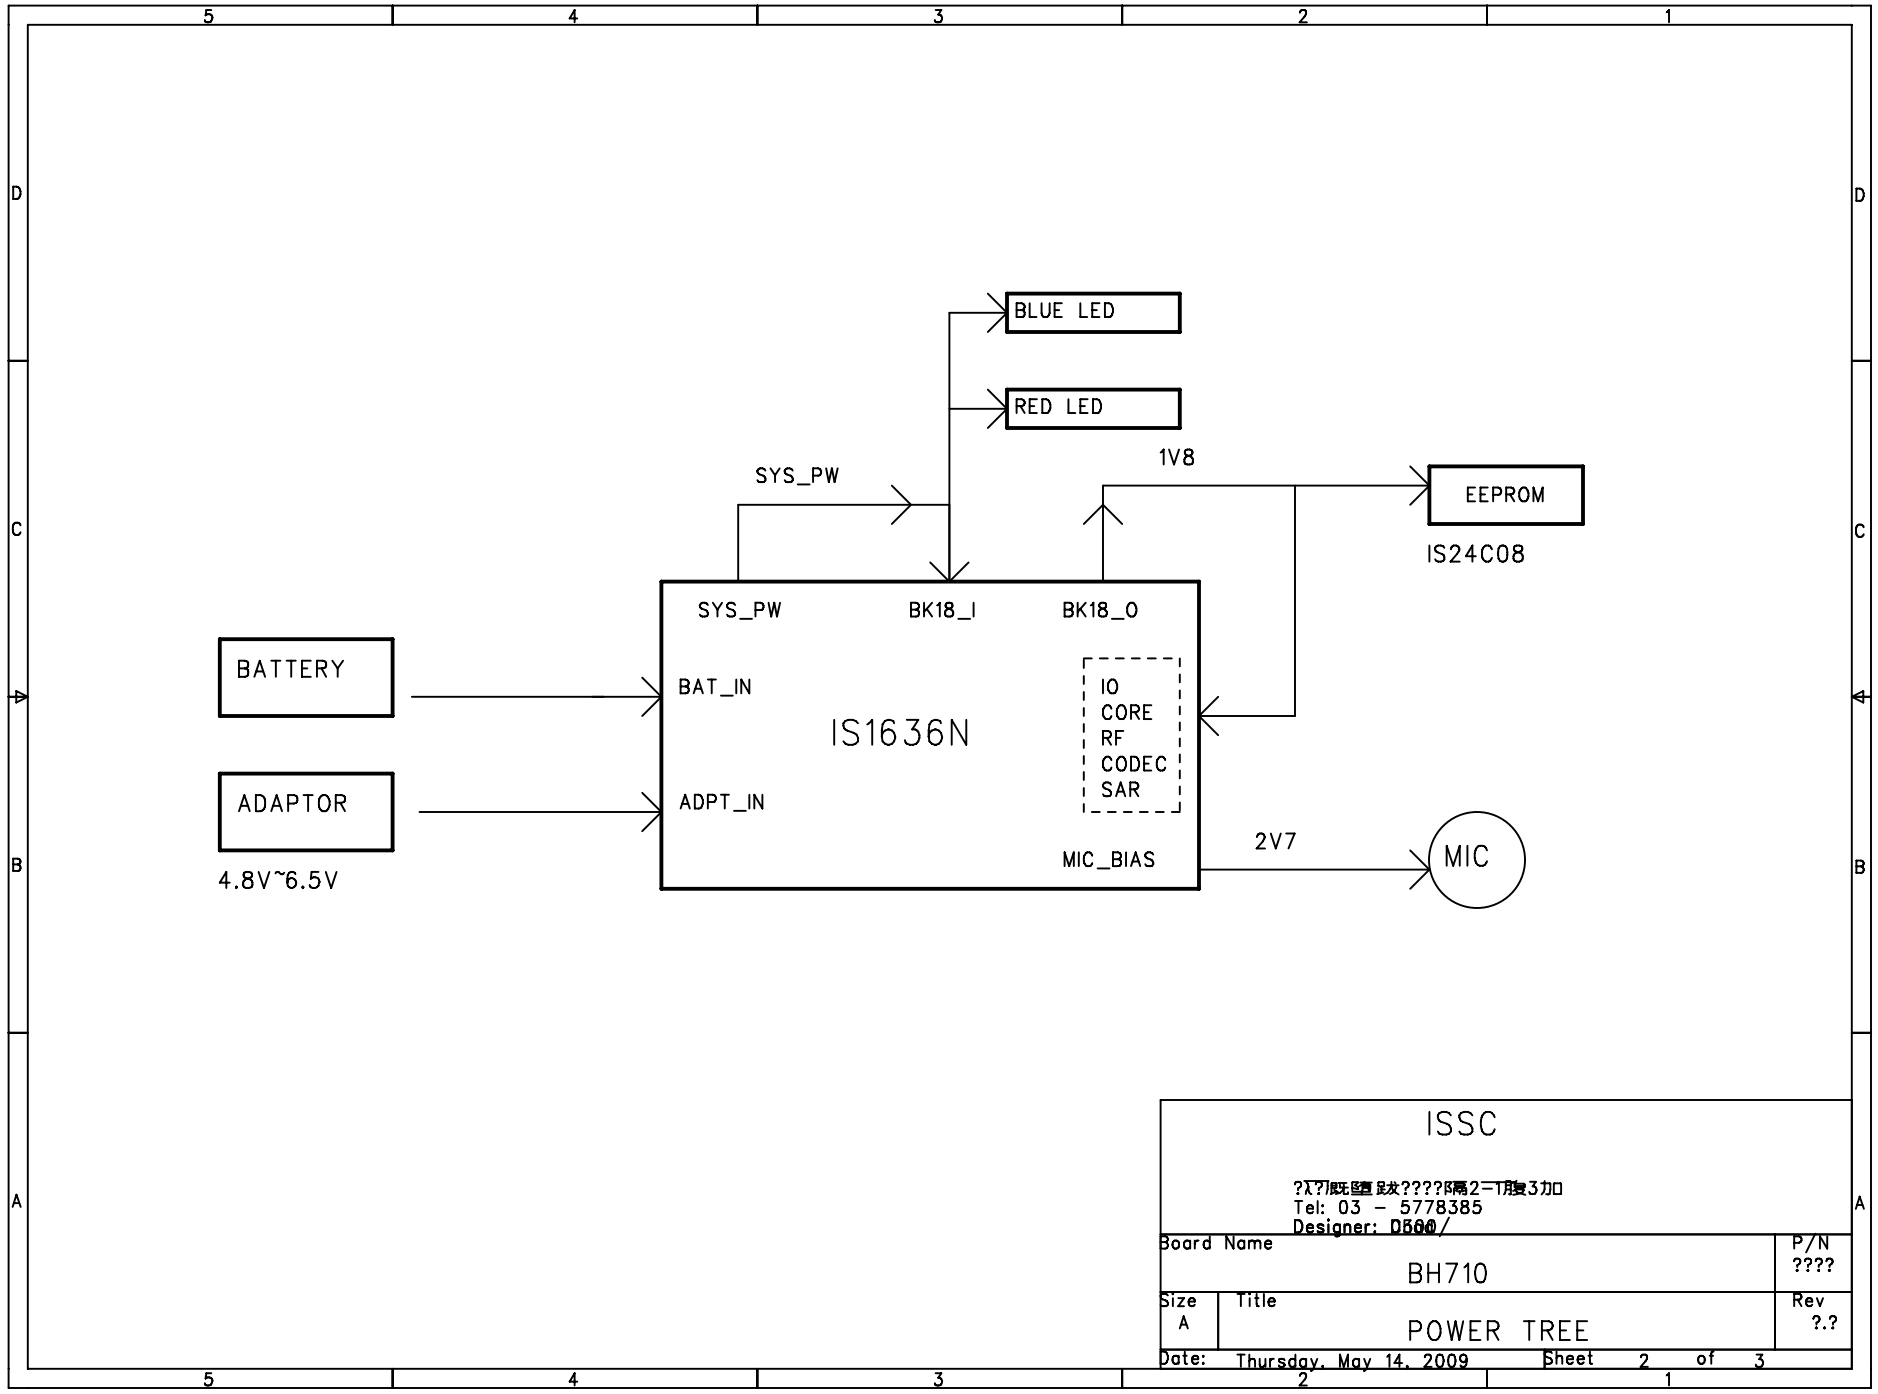 5 4 3 2 1
D D
BLUE LED
RED LED
1V8
SYS_PW
EEPROM
C C
IS24C08
SYS_PW BK18_I BK18_O
BATTERY
BAT_IN
IO
CORE
RF
CODEC
SAR
IS1636N
ADAPTOR
ADPT_IN
2V7
MIC_BIAS
MIC
B B
4.8V~6.5V
ISSC
A A
Tel: 03 - 5778385
Designer:
Board Name
BH710
P/N
????
Size
A
Title
POWER TREE
Rev
?.?
Date: Thursday, May 14, 2009 Sheet 2 of 3
5 4 3 2 1